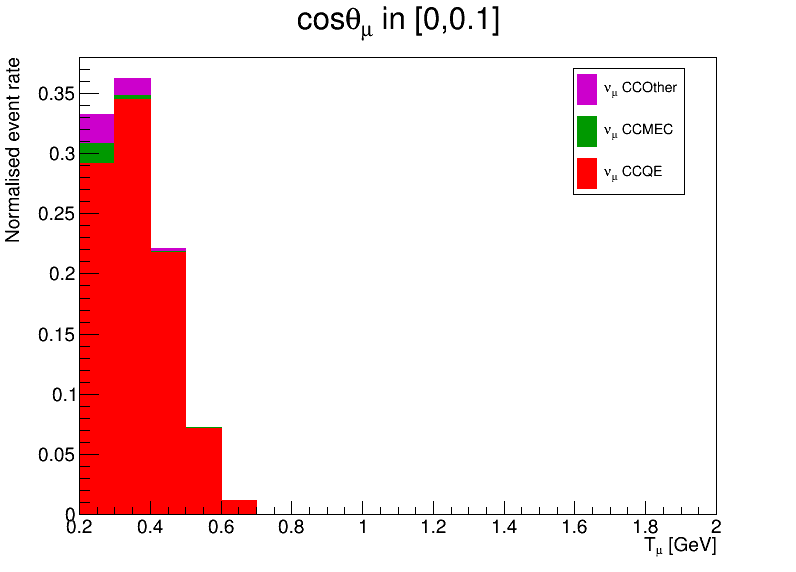 cosθμ in [0,0.1]
Normalised event rate
νμ CCOther
νμ CCMEC
νμ CCQE
0.35
0.3
0.25
0.2
0.15
0.1
0.05
0
0.2 0.4 0.6 0.8 1 1.2 1.4 1.6 1.8 2
Tμ [GeV]